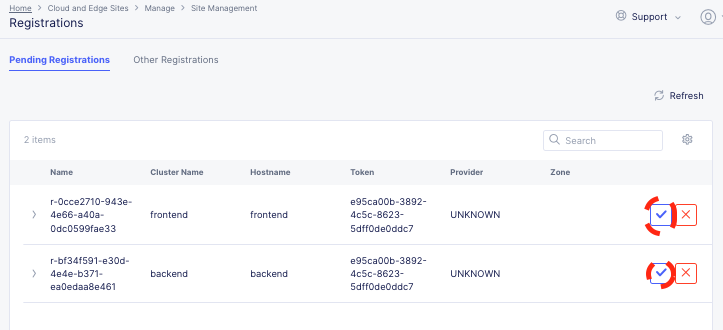 Home > Cloud and Edge Sites > Manage > Site Management
Registrations
Support
Pending Registrations
Other Registrations
Refresh
2 items
Search
Name
Cluster Name
Hostname
Token
Provider
Zone
r-0cce2710-943e-
4e66-a40a-
0dc0599fae33
frontend
frontend
e95ca00b-3892-
4c5c-8623-
5dff0de0ddc7
UNKNOWN
r-bf34f591-e30d-
4e4e-b371-
ea0edaa8e461
backend
backend
e95ca00b-3892-
4c5c-8623-
5dff0de0ddc7
UNKNOWN